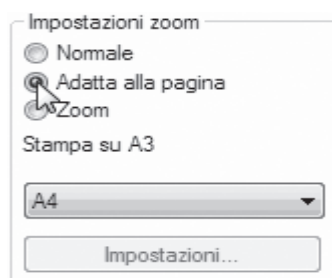 Impostazioni zoom
Normale
Adatta alla pagina
Zoom
Stampa su A3
A4
Impostazioni...